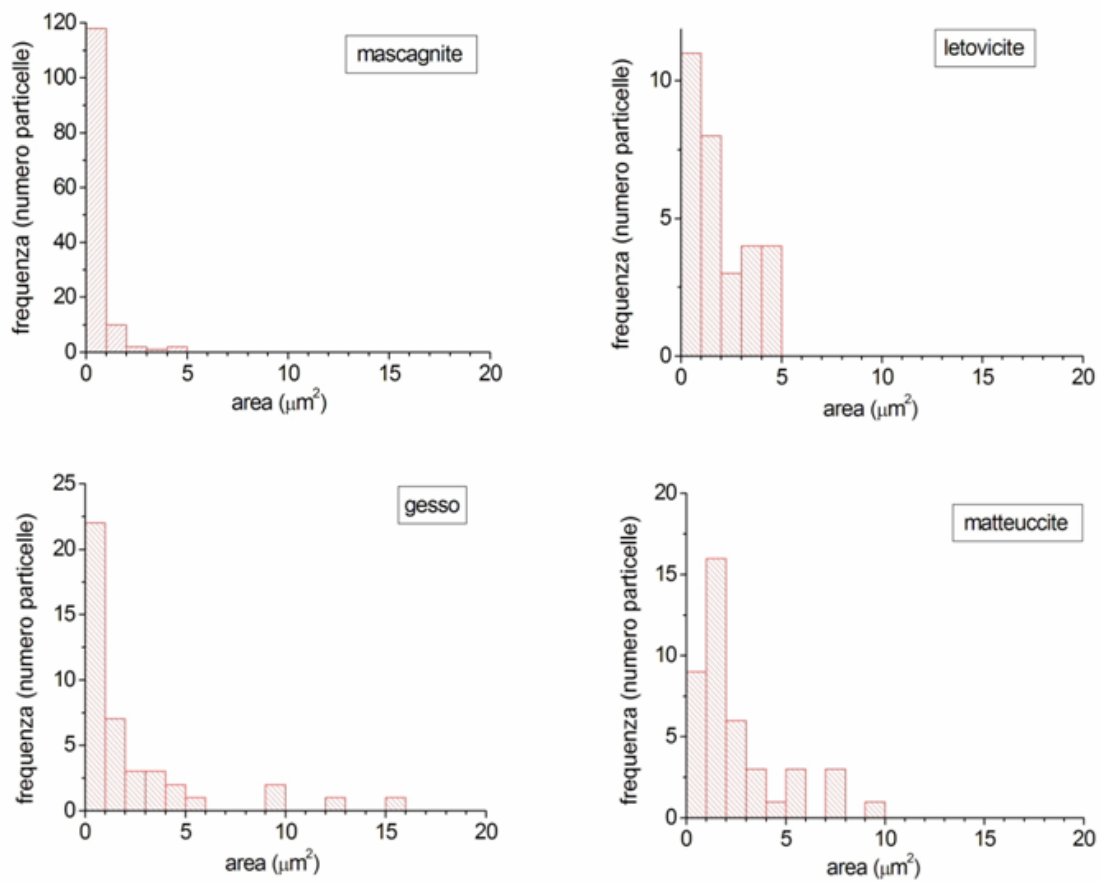 mascagnite
frequenza (numero particelle)
120
100
80
60
40
20
0
0 5 10 15 20
area (μm²)
letovicite
frequenza (numero particelle)
10
5
0
0 5 10 15 20
area (μm²)
gesso
frequenza (numero particelle)
25
20
15
10
5
0
0 5 10 15 20
area (μm²)
matteuccite
frequenza (numero particelle)
20
15
10
5
0
0 5 10 15 20
area (μm²)